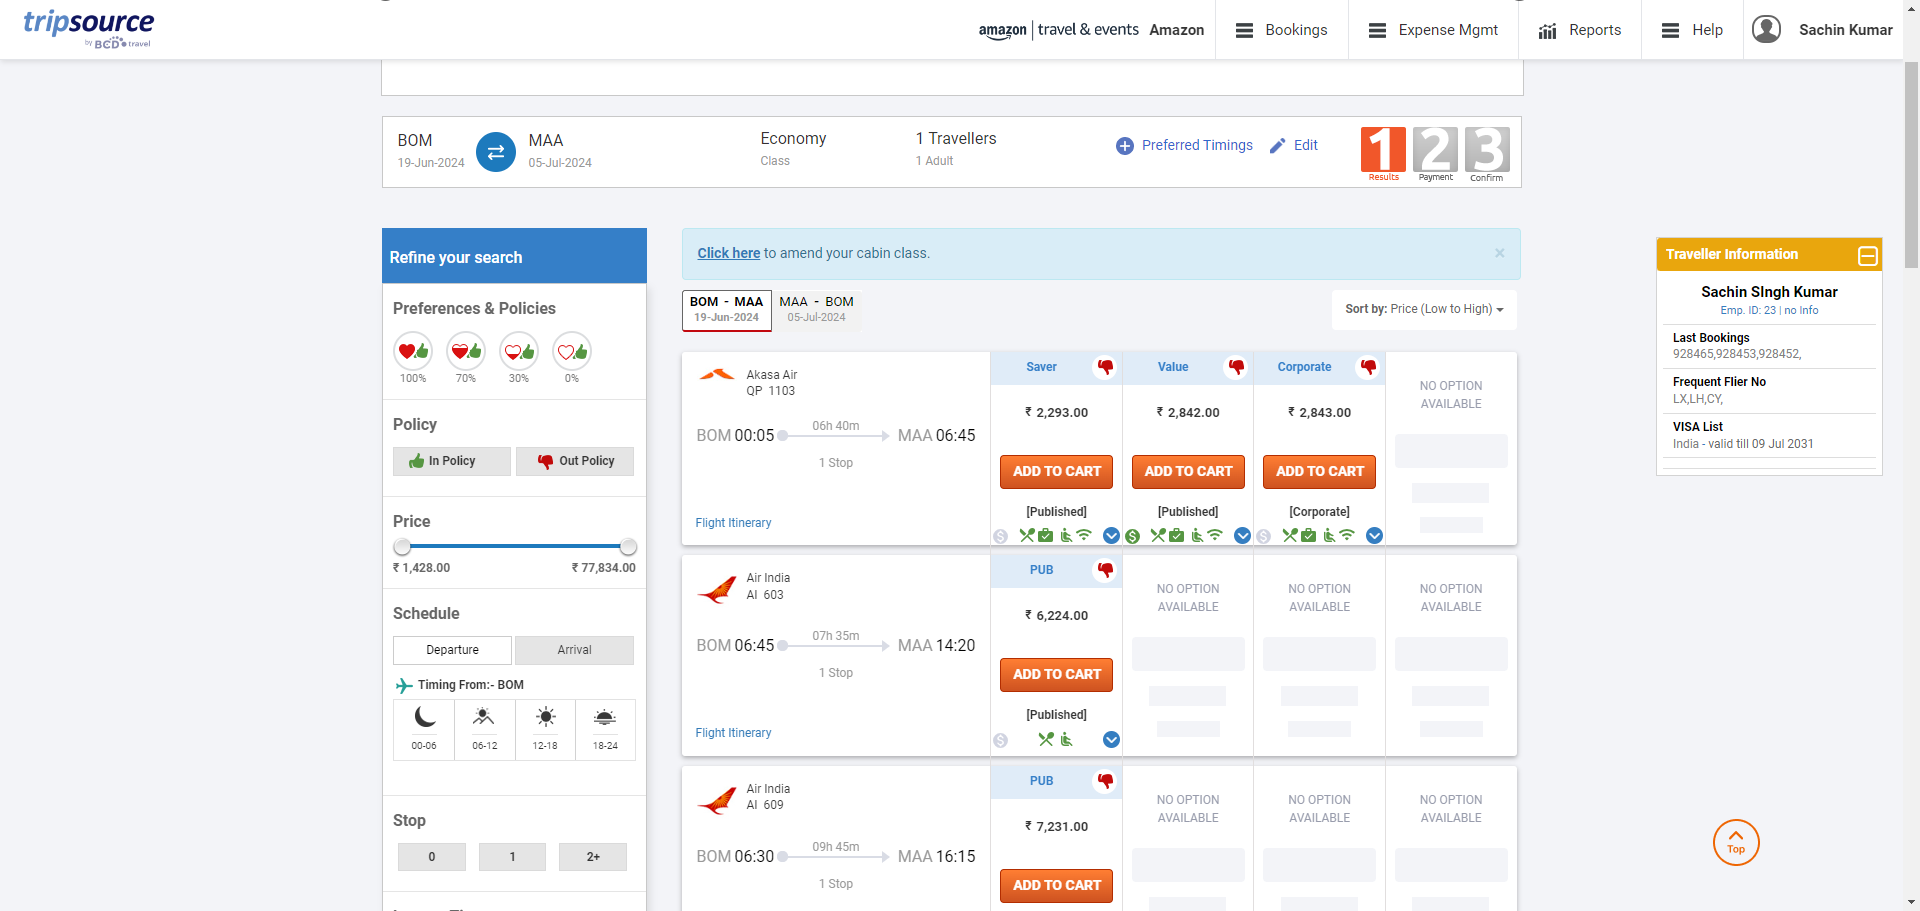 tripsource
by BCD travel
amazon | travel & events Amazon
Bookings
Expense Mgmt
Reports
Help
Sachin Kumar
BOM
19-Jun-2024
MAA
05-Jul-2024
Economy
Class
1 Travellers
1 Adult
Preferred Timings
Edit
1
Results
2
Payment
3
Confirm
Refine your search
Preferences & Policies
100% 70% 30% 0%
Policy
In Policy
Out Policy
Price
₹ 1,428.00 ₹ 77,834.00
Schedule
Departure
Arrival
Timing From:- BOM
00-06 06-12 12-18 18-24
Stop
0 1 2+
Click here to amend your cabin class. ×
BOM - MAA
19-Jun-2024
MAA - BOM
05-Jul-2024
Sort by: Price (Low to High)
Akasa Air
QP 1103
BOM 00:05
06h 40m
1 Stop
MAA 06:45
Flight Itinerary
Saver
₹ 2,293.00
ADD TO CART
[Published]
Value
₹ 2,842.00
ADD TO CART
[Published]
Corporate
₹ 2,843.00
ADD TO CART
[Corporate]
NO OPTION
AVAILABLE
Air India
AI 603
BOM 06:45
07h 35m
1 Stop
MAA 14:20
Flight Itinerary
PUB
₹ 6,224.00
ADD TO CART
[Published]
NO OPTION
AVAILABLE
NO OPTION
AVAILABLE
NO OPTION
AVAILABLE
Air India
AI 609
BOM 06:30
09h 45m
1 Stop
MAA 16:15
PUB
₹ 7,231.00
ADD TO CART
NO OPTION
AVAILABLE
NO OPTION
AVAILABLE
NO OPTION
AVAILABLE
Traveller Information
Sachin SIngh Kumar
Emp. ID: 23 | no Info
Last Bookings
928465,928453,928452,
Frequent Flier No
LX,LH,CY,
VISA List
India - valid till 09 Jul 2031
Top